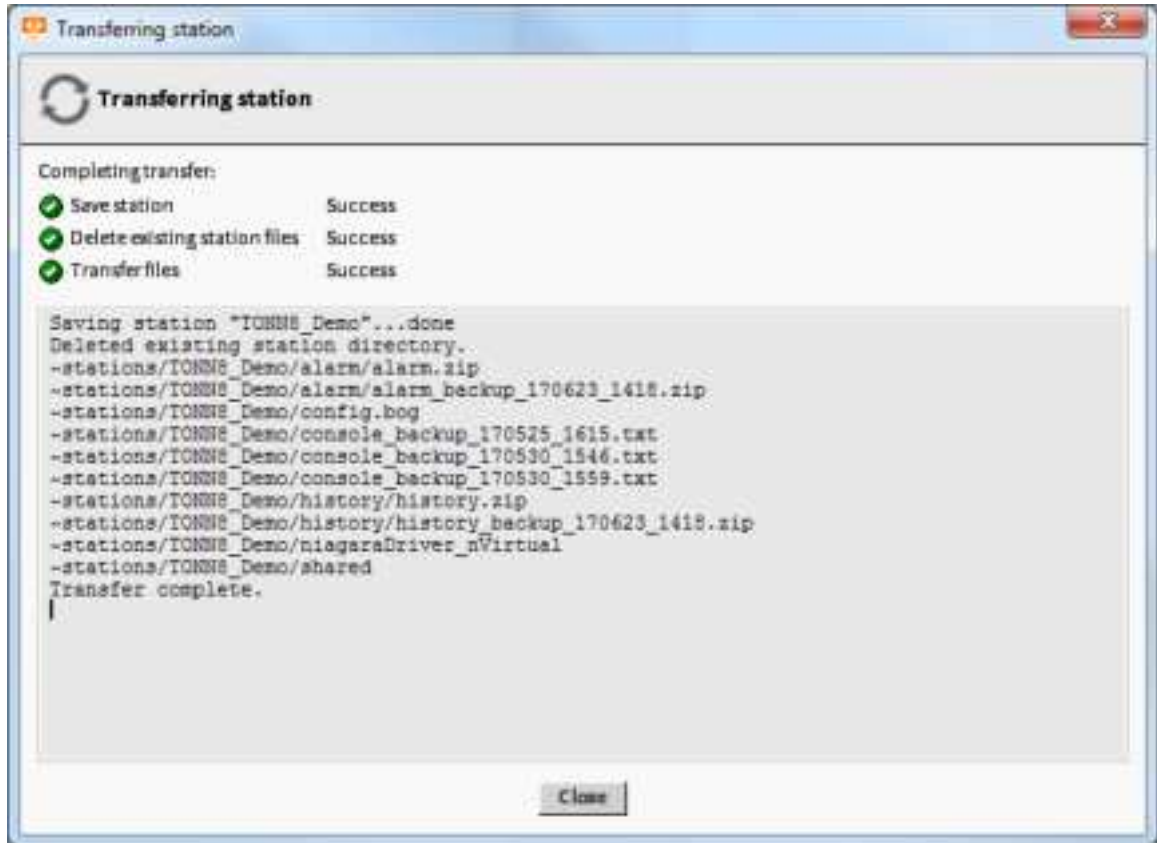 Transferring station
Transferring station
Completing transfer:
Save station Success
Delete existing station files Success
Transfer files Success
Saving station "TONN8_Demo"...done
Deleted existing station directory.
~stations/TONN8_Demo/alarm/alarm.zip
~stations/TONN8_Demo/alarm/alarm_backup_170623_1418.zip
~stations/TONN8_Demo/config.bog
~stations/TONN8_Demo/console_backup_170525_1615.txt
~stations/TONN8_Demo/console_backup_170530_1546.txt
~stations/TONN8_Demo/console_backup_170530_1559.txt
~stations/TONN8_Demo/history/history.zip
~stations/TONN8_Demo/history/history_backup_170623_1418.zip
~stations/TONN8_Demo/niagaraDriver_nVirtual
~stations/TONN8_Demo/shared
Transfer complete.
Close